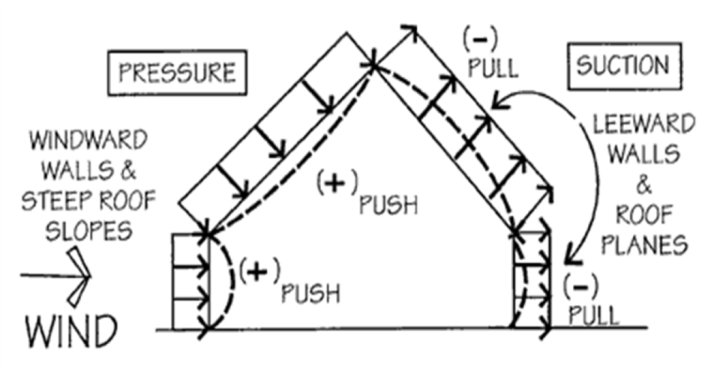 PRESSURE
(-)
PULL
SUCTION
WINDWARD
WALLS &
STEEP ROOF
SLOPES
LEEWARD
WALLS
&
ROOF
PLANES
(+)
PUSH
(+)
PUSH
(-)
PULL
WIND